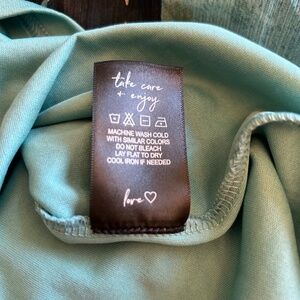 take care
+ enjoy
MACHINE WASH COLD
WITH SIMILAR COLORS
DO NOT BLEACH
LAY FLAT TO DRY
COOL IRON IF NEEDED
love♡